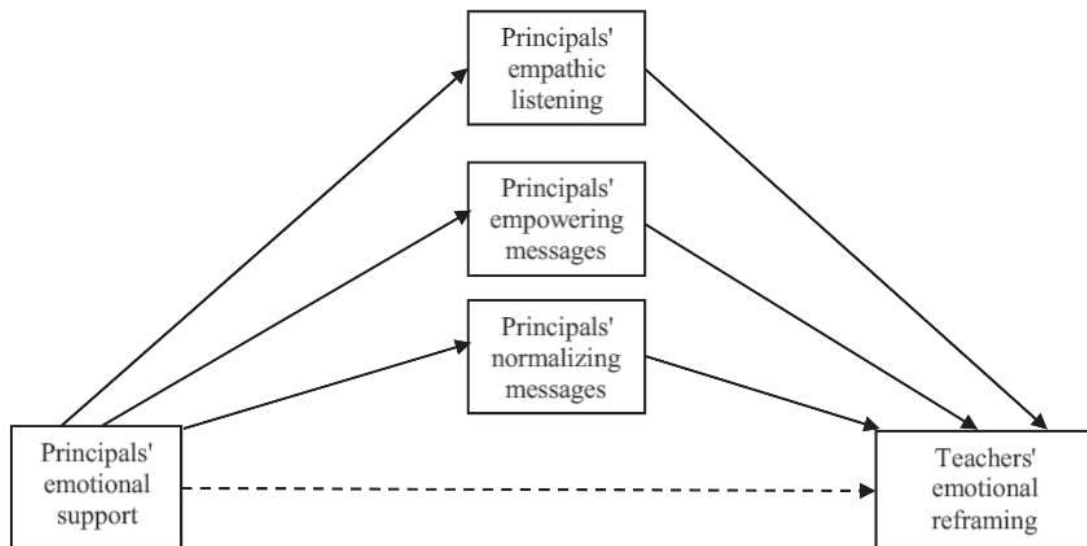 Principals'
empathic
listening
Principals'
empowering
messages
Principals'
normalizing
messages
Principals'
emotional
support
Teachers'
emotional
reframing